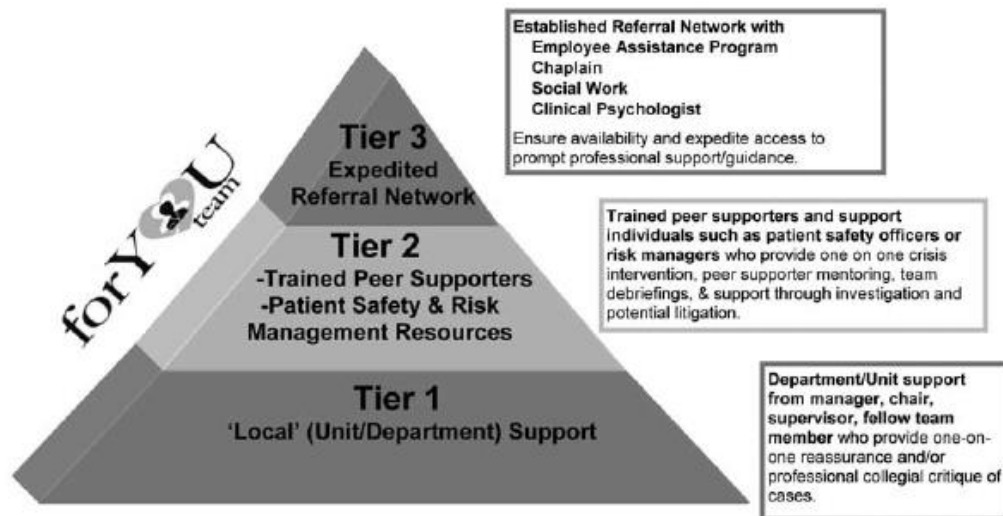 Established Referral Network with
Employee Assistance Program
Chaplain
Social Work
Clinical Psychologist
Ensure availability and expedite access to
prompt professional support/guidance.
Tier 3
Expedited
Referral Network
forYOU
team
Trained peer supporters and support
individuals such as patient safety officers or
risk managers who provide one on one crisis
intervention, peer supporter mentoring, team
debriefings, & support through investigation and
potential litigation.
Tier 2
-Trained Peer Supporters
-Patient Safety & Risk
Management Resources
Department/Unit support
from manager, chair,
supervisor, fellow team
member who provide one-on-
one reassurance and/or
professional collegial critique of
cases.
Tier 1
‘Local’ (Unit/Department) Support